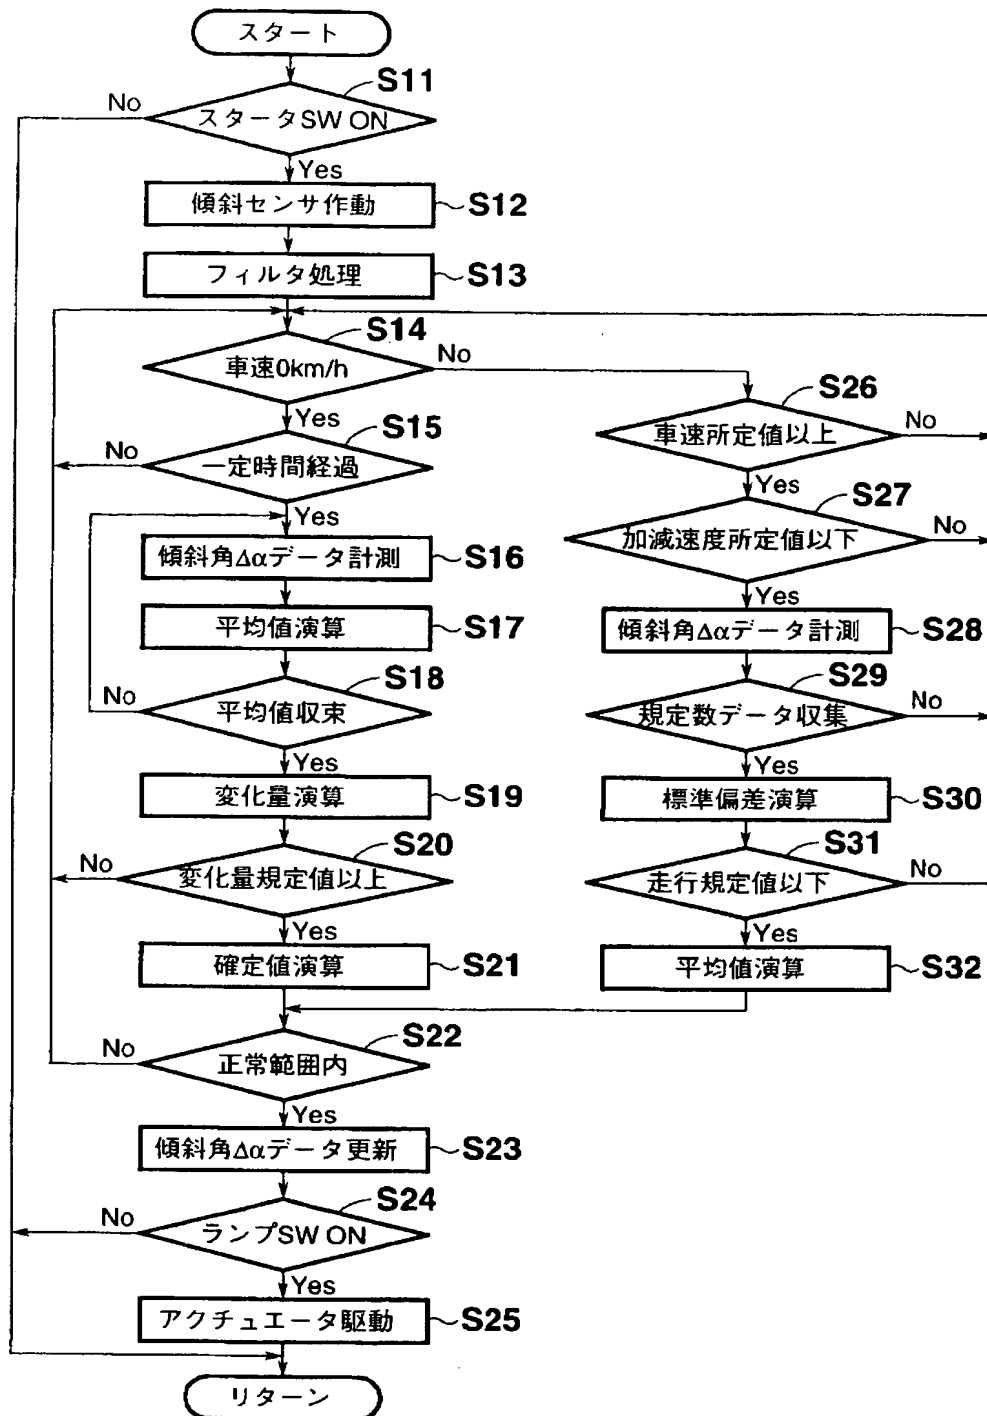 スタート
S11
No
スタータSW ON
Yes
傾斜センサ作動
S12
フィルタ処理
S13
S14
車速0km/h
No
Yes
S15
No
一定時間経過
Yes
傾斜角Δαデータ計測
S16
平均値演算
S17
S18
No
平均値収束
Yes
変化量演算
S19
S20
No
変化量規定値以上
Yes
確定値演算
S21
S22
No
正常範囲内
Yes
傾斜角Δαデータ更新
S23
S24
No
ランプSW ON
Yes
アクチュエータ駆動
S25
リターン
S26
車速所定値以上
No
Yes
S27
加減速度所定値以下
No
Yes
傾斜角Δαデータ計測
S28
S29
規定数データ収集
No
Yes
標準偏差演算
S30
S31
走行規定値以下
No
Yes
平均値演算
S32